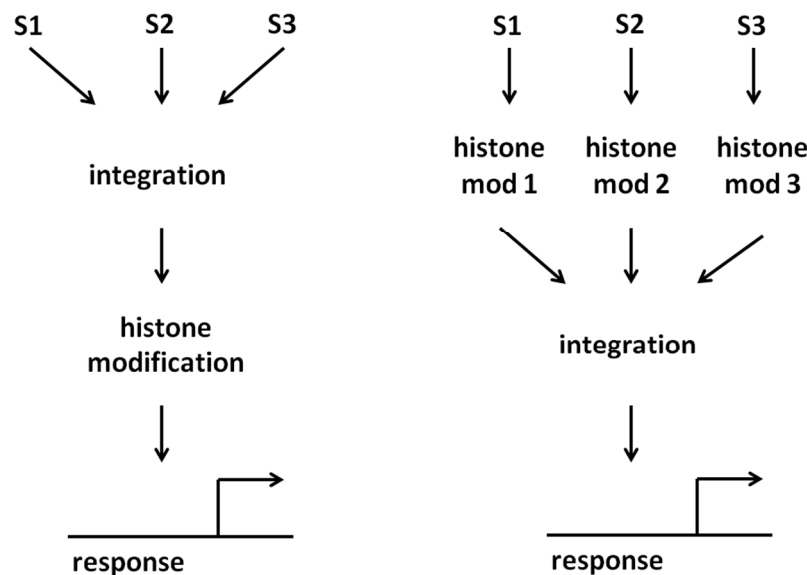 S1 S2 S3
integration
histone
modification
response
S1 S2 S3
histone histone histone
mod 1 mod 2 mod 3
integration
response